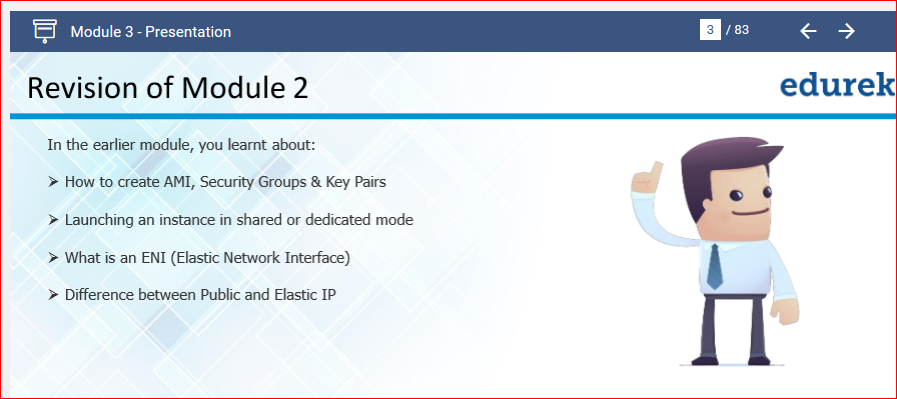 Module 3 - Presentation
3 / 83
Revision of Module 2
edurek
In the earlier module, you learnt about:
➢ How to create AMI, Security Groups & Key Pairs
➢ Launching an instance in shared or dedicated mode
➢ What is an ENI (Elastic Network Interface)
➢ Difference between Public and Elastic IP